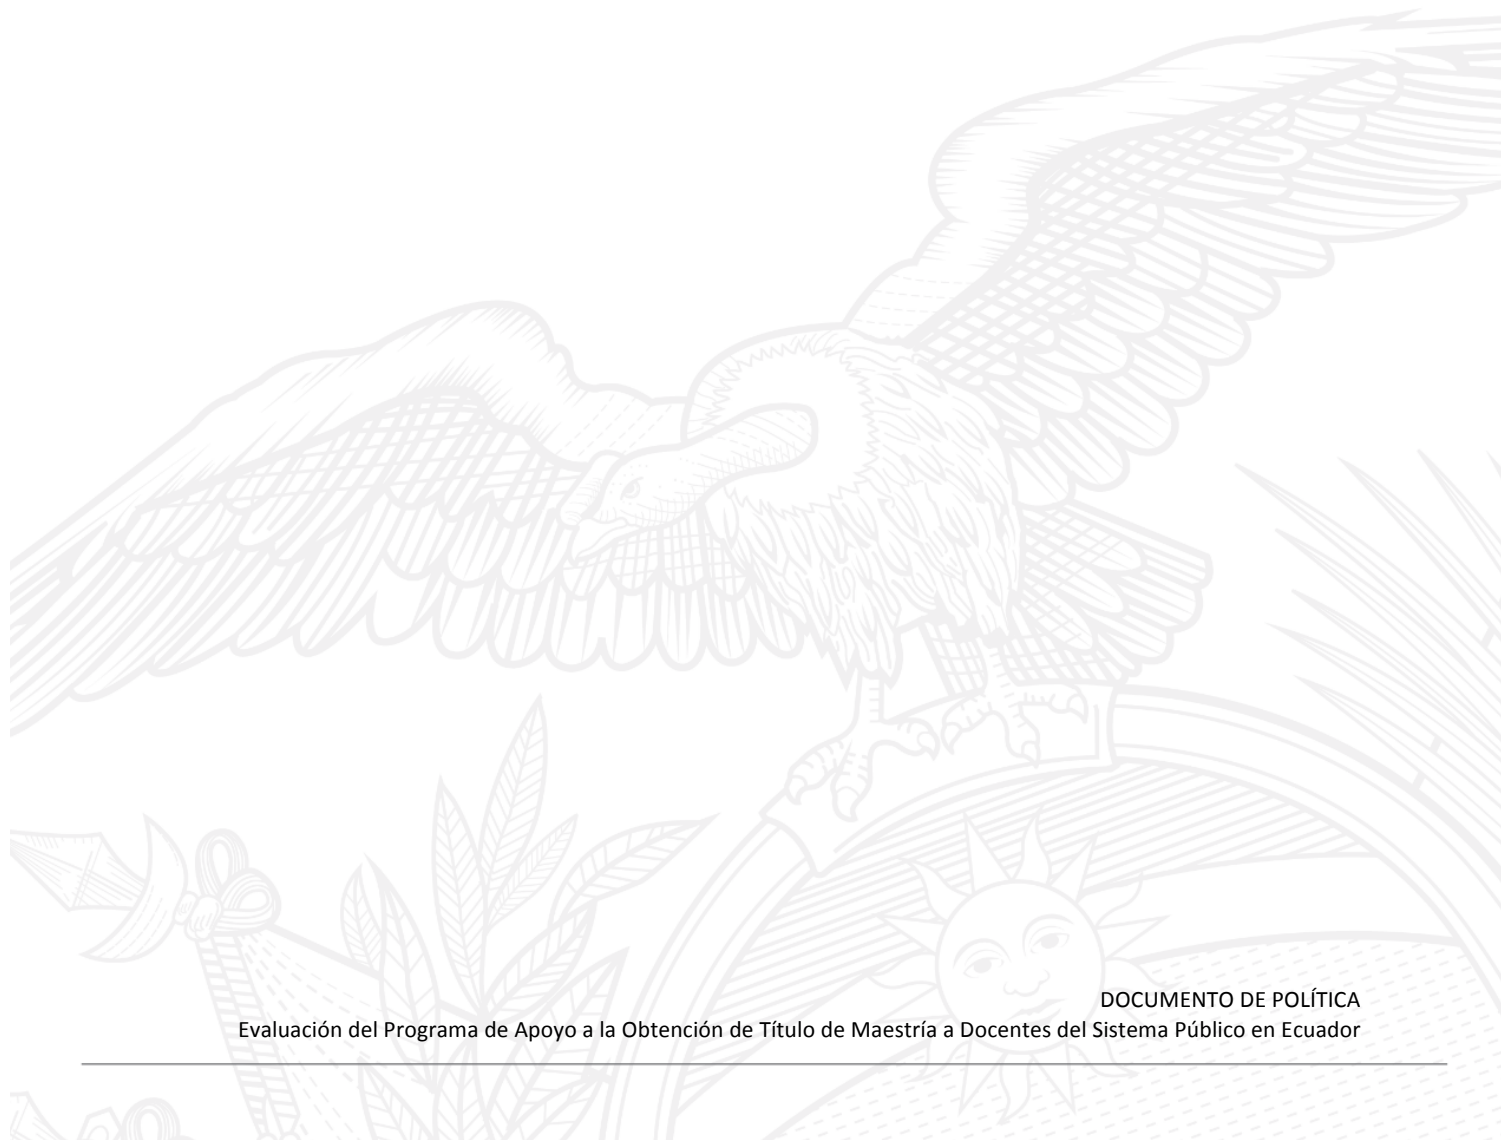 DOCUMENTO DE POLÍTICA
Evaluación del Programa de Apoyo a la Obtención de Título de Maestría a Docentes del Sistema Público en Ecuador